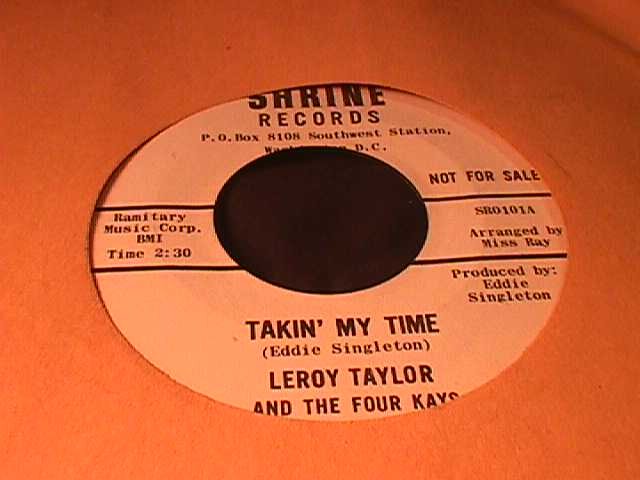 SHRINE
RECORDS
P.O.Box 8108 Southwest Station,
D.C.
NOT FOR SALE
Ramitary
Music Corp.
BMI
Time 2:30
SR0101A
Arranged by
Miss Ray
Produced by:
Eddie
Singleton
TAKIN' MY TIME
(Eddie Singleton)
LEROY TAYLOR
AND THE FOUR KAYS